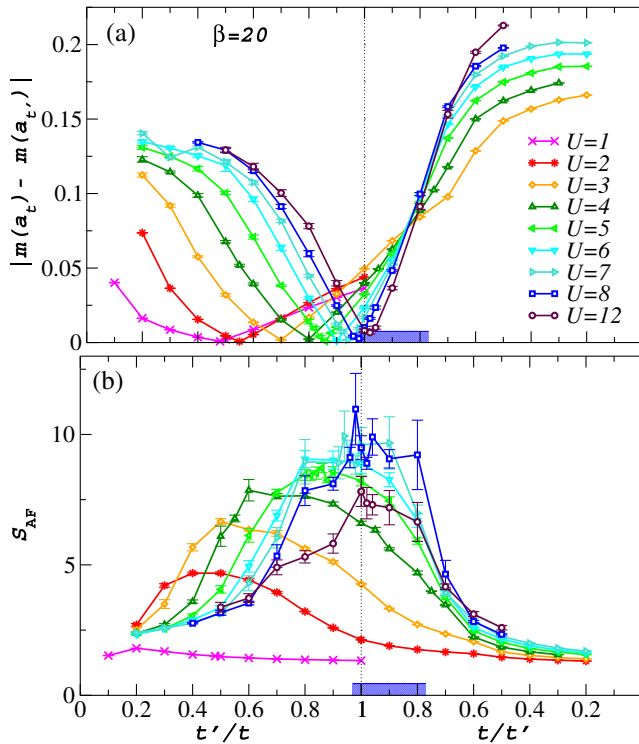 (a)
β=20
|m(a_t) - m(a_t')|
0.2
0.15
0.1
0.05
0
U=1
U=2
U=3
U=4
U=5
U=6
U=7
U=8
U=12
(b)
S_AF
10
5
0
0 0.2 0.4 0.6 0.8 1 0.8 0.6 0.4 0.2 0
t'/t t/t'